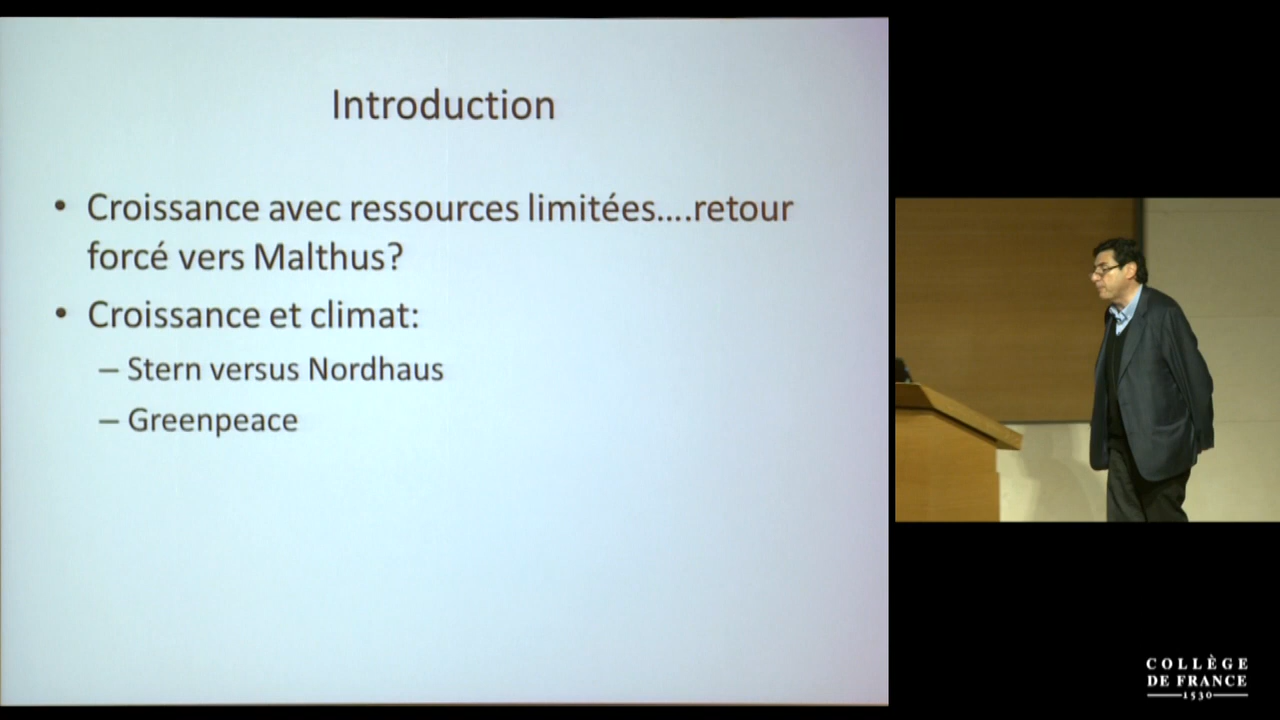 Introduction
• Croissance avec ressources limitées....retour
forcé vers Malthus?
• Croissance et climat:
– Stern versus Nordhaus
– Greenpeace
COLLÈGE
DE FRANCE
1530